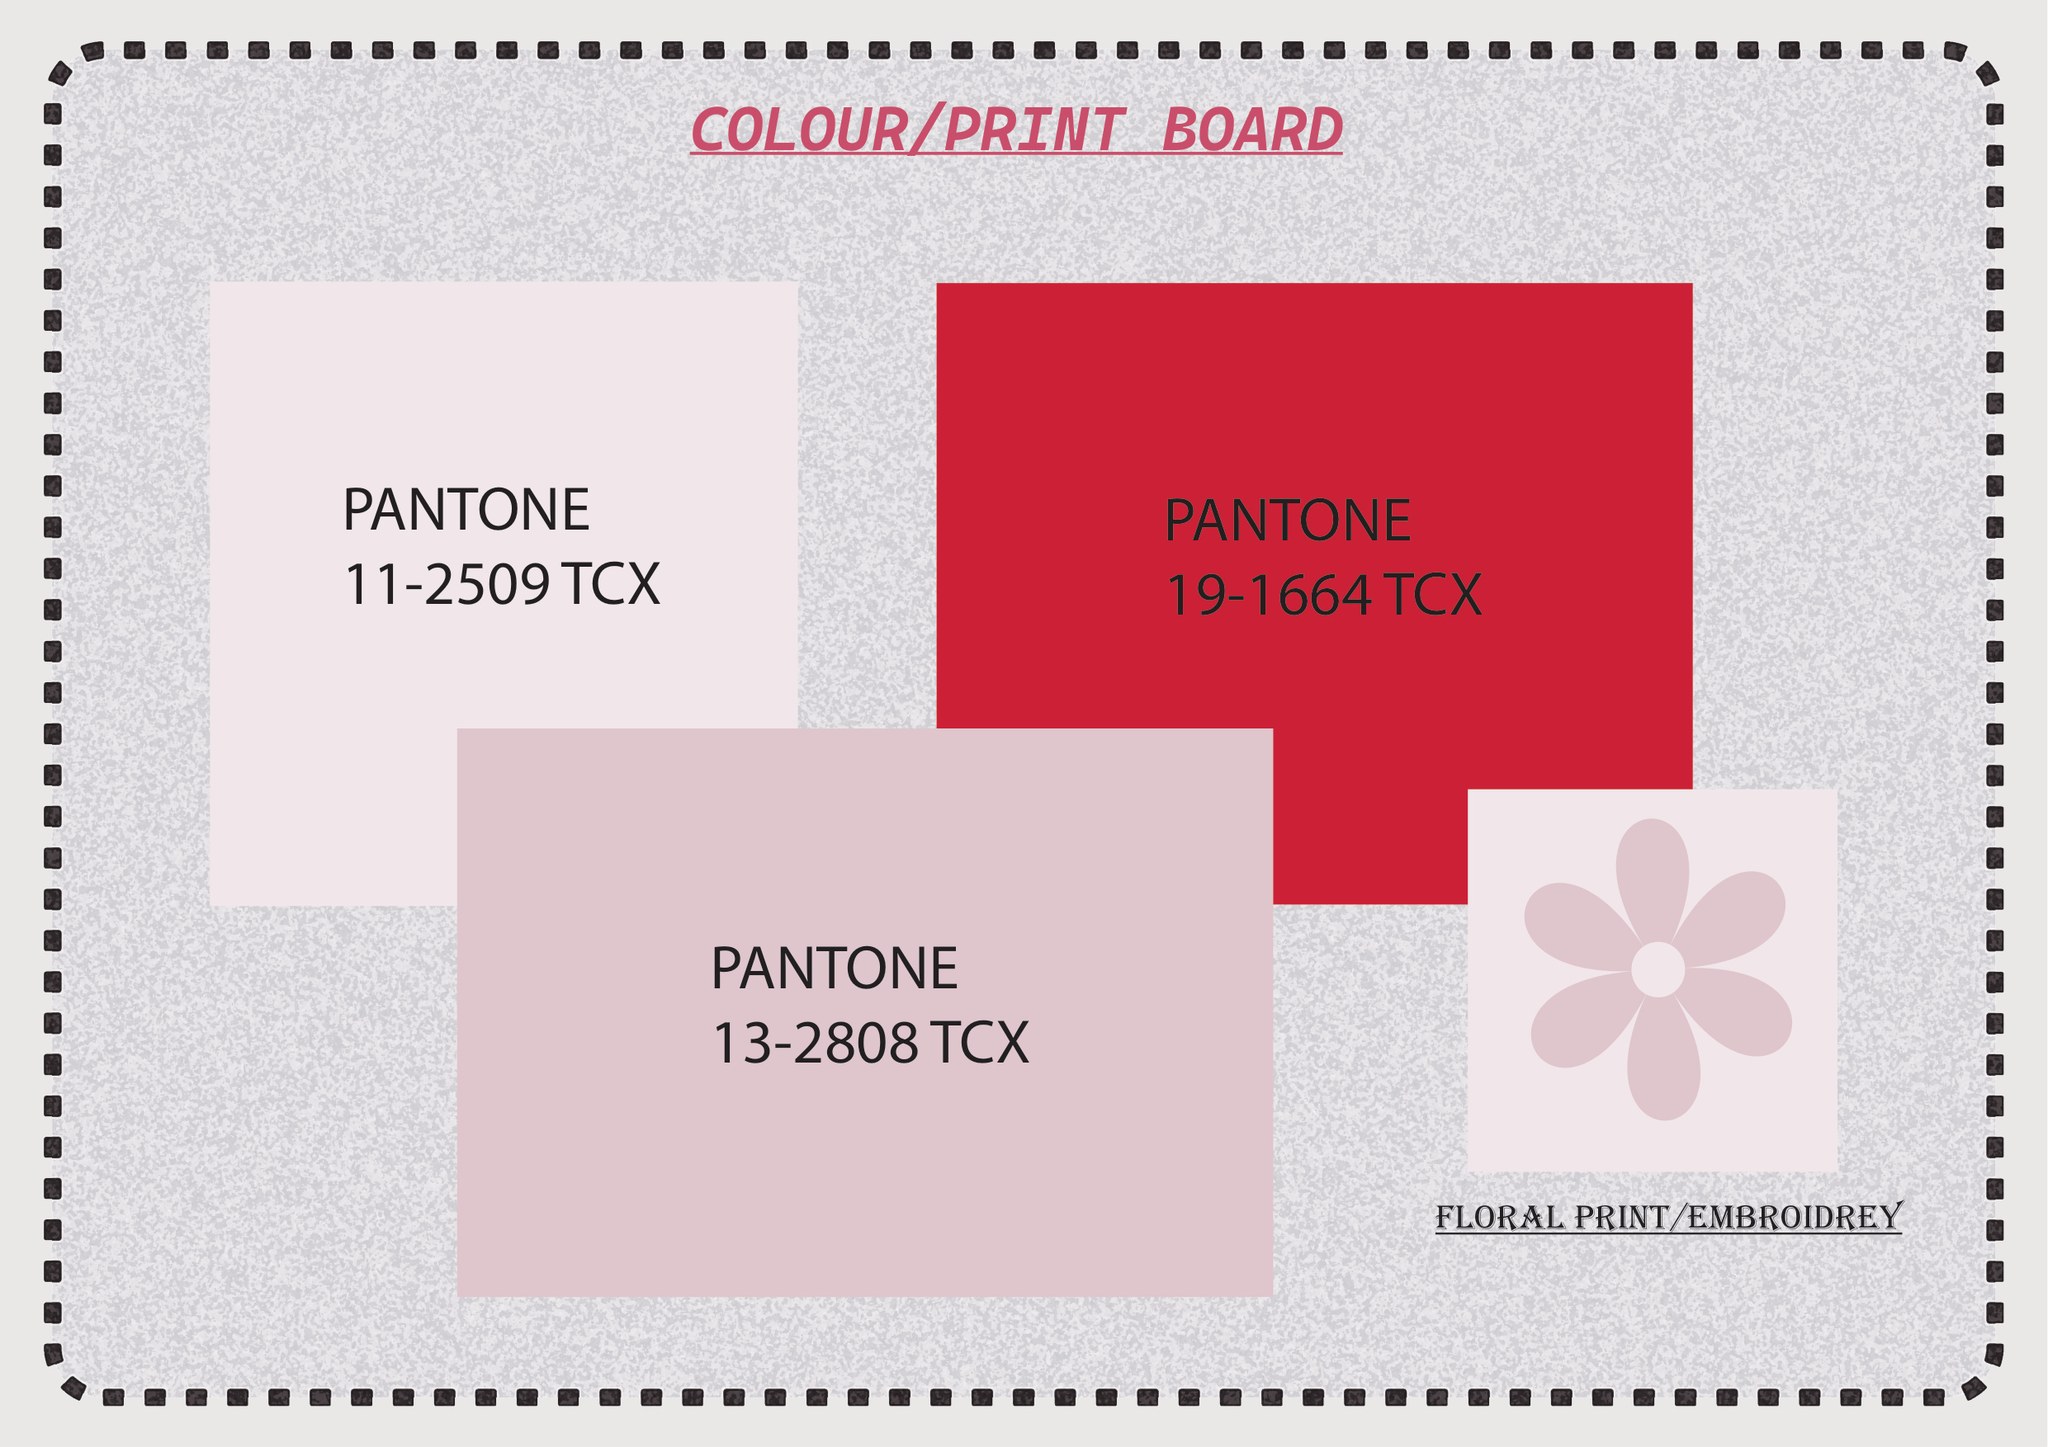 COLOUR/PRINT BOARD
PANTONE
11-2509 TCX
PANTONE
19-1664 TCX
PANTONE
13-2808 TCX
FLORAL PRINT/EMBROIDREY